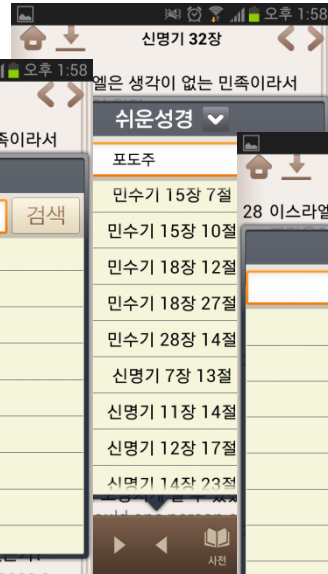 오후 1:58
신명기 32장
오후 1:58
엘은 생각이 없는 민족이라서
쉬운성경
족이라서
포도주
검색
민수기 15장 7절
28 이스라엘
민수기 15장 10절
민수기 18장 12절
민수기 18장 27절
민수기 28장 14절
신명기 7장 13절
신명기 11장 14절
신명기 12장 17절
신명기 14장 23절
사전